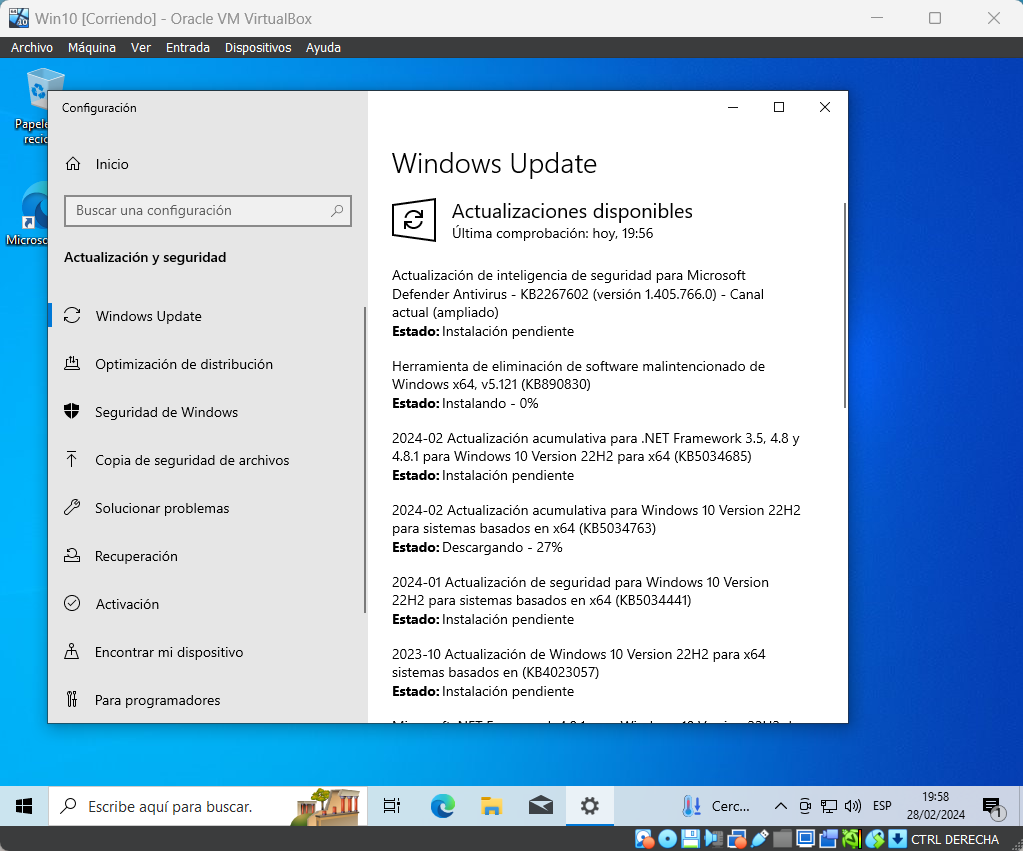 Win10 [Corriendo] - Oracle VM VirtualBox
Archivo Máquina Ver Entrada Dispositivos Ayuda
Configuración
Inicio
Buscar una configuración
Actualización y seguridad
Windows Update
Optimización de distribución
Seguridad de Windows
Copia de seguridad de archivos
Solucionar problemas
Recuperación
Activación
Encontrar mi dispositivo
Para programadores
Windows Update
Actualizaciones disponibles
Última comprobación: hoy, 19:56
Actualización de inteligencia de seguridad para Microsoft
Defender Antivirus - KB2267602 (versión 1.405.766.0) - Canal
actual (ampliado)
Estado: Instalación pendiente
Herramienta de eliminación de software malintencionado de
Windows x64, v5.121 (KB890830)
Estado: Instalando - 0%
2024-02 Actualización acumulativa para .NET Framework 3.5, 4.8 y
4.8.1 para Windows 10 Version 22H2 para x64 (KB5034685)
Estado: Instalación pendiente
2024-02 Actualización acumulativa para Windows 10 Version 22H2
para sistemas basados en x64 (KB5034763)
Estado: Descargando - 27%
2024-01 Actualización de seguridad para Windows 10 Version
22H2 para sistemas basados en x64 (KB5034441)
Estado: Instalación pendiente
2023-10 Actualización de Windows 10 Version 22H2 para x64
sistemas basados en (KB4023057)
Estado: Instalación pendiente
Escribe aquí para buscar.
Cerc...
ESP
19:58
28/02/2024
1
CTRL DERECHA